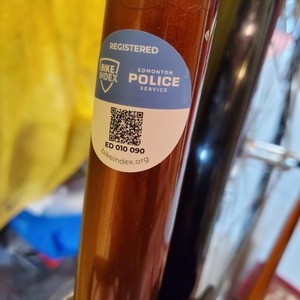 REGISTERED
BIKE INDEX
EDMONTON
POLICE
SERVICE
ED 010 090
bikeindex.org